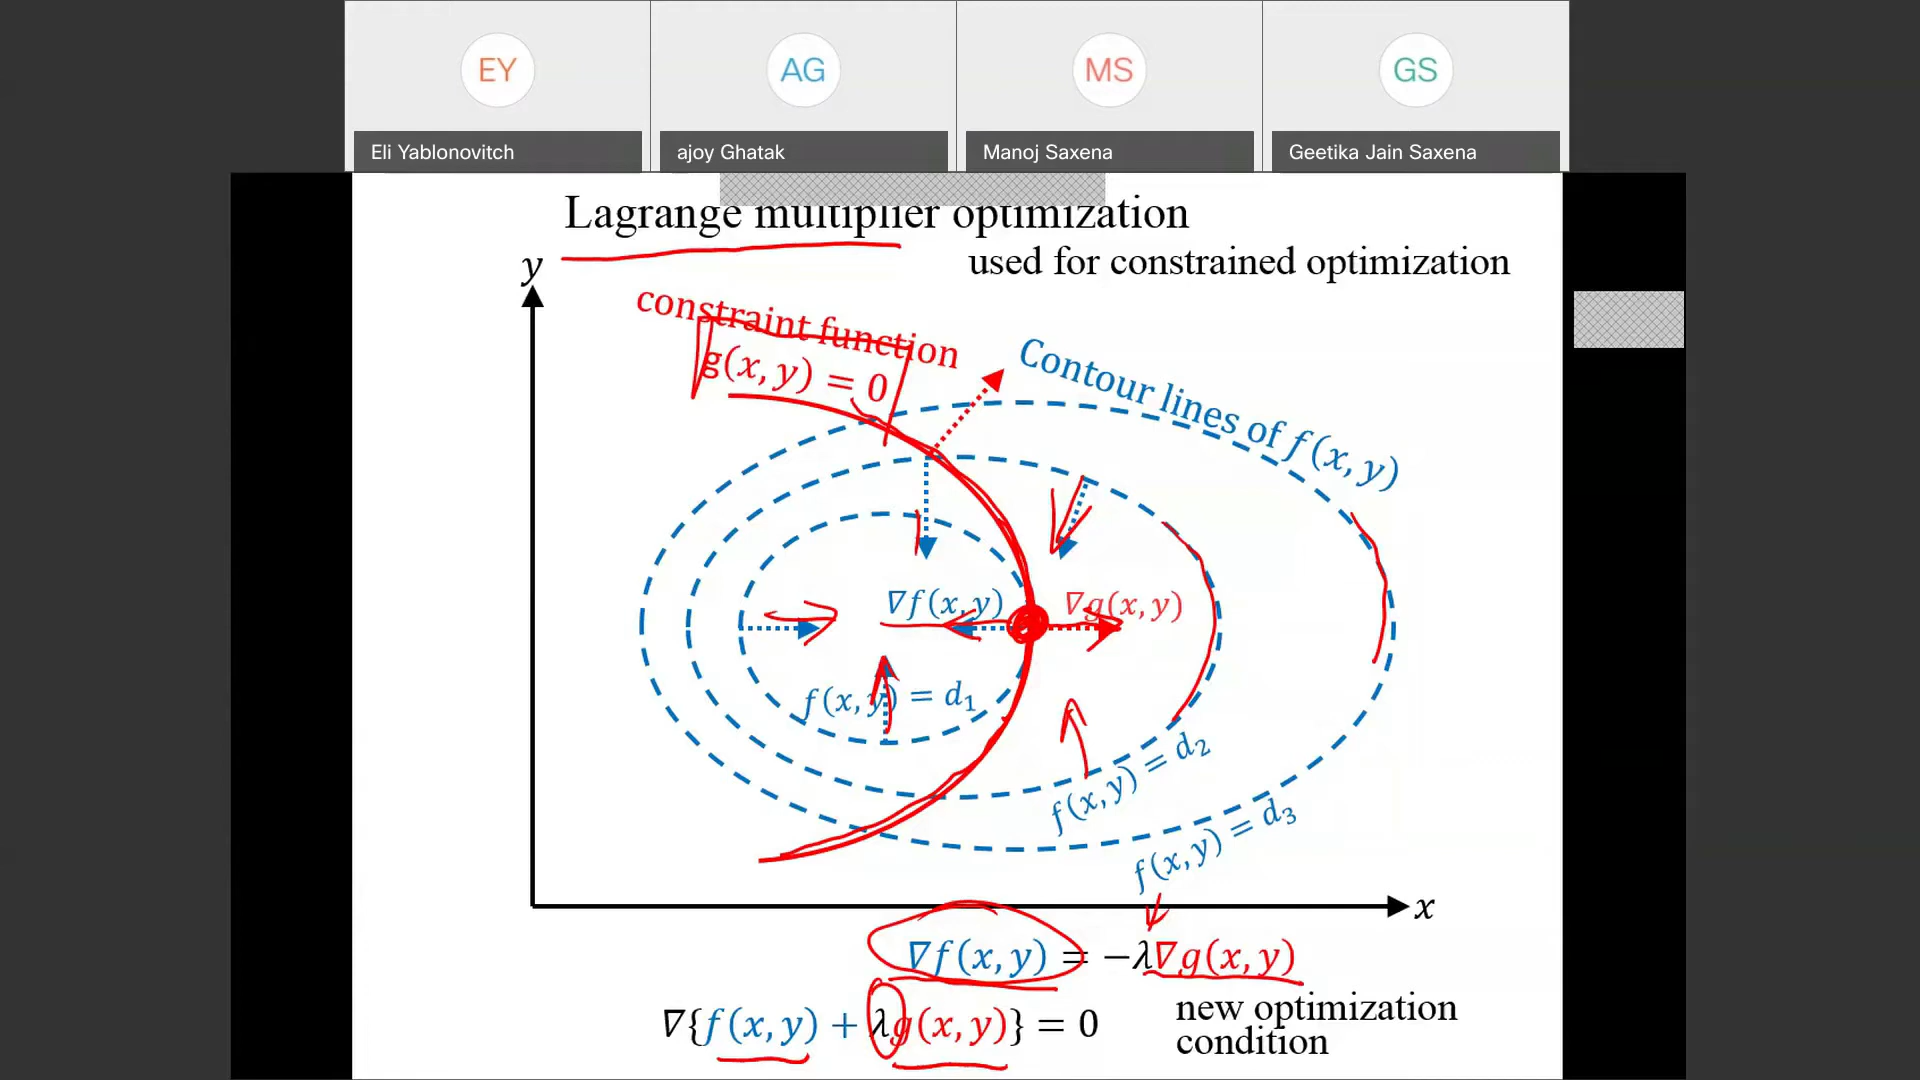 EY
AG
MS
GS
Eli Yablonovitch
ajoy Ghatak
Manoj Saxena
Geetika Jain Saxena
Lagrange multiplier optimization
used for constrained optimization
y
constraint function
g(x, y) = 0
Contour lines of f(x, y)
∇f(x, y)
∇g(x, y)
f(x, y) = d₁
f(x, y) = d₂
f(x, y) = d₃
x
∇f(x, y) = −λ∇g(x, y)
∇{f(x, y) + λg(x, y)} = 0
new optimization
condition